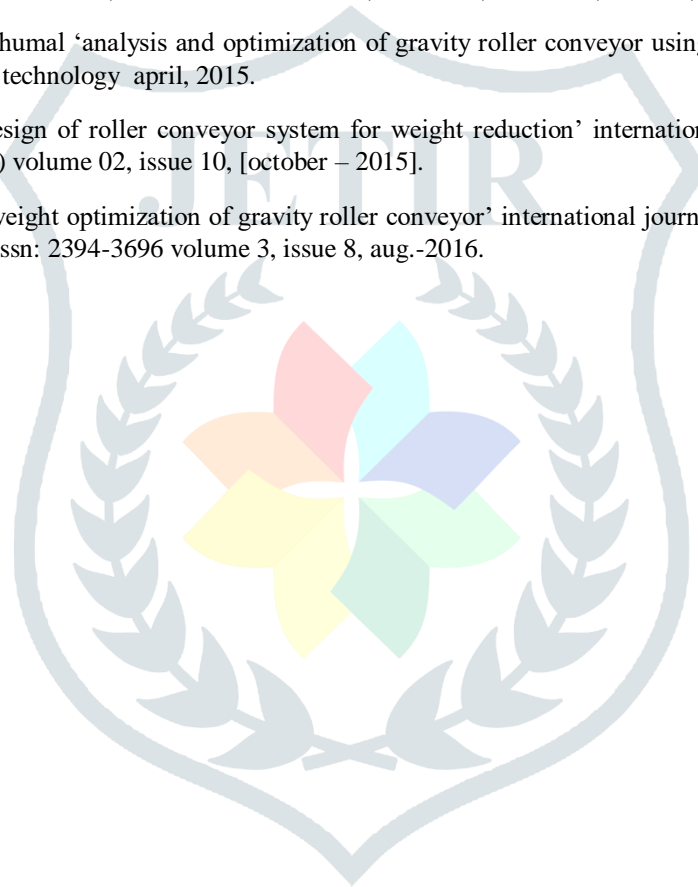 humal ‘analysis and optimization of gravity roller conveyor using
technology april, 2015.
esign of roller conveyor system for weight reduction’ internation
) volume 02, issue 10, [october – 2015].
weight optimization of gravity roller conveyor’ international journ
ssn: 2394-3696 volume 3, issue 8, aug.-2016.
JETIR